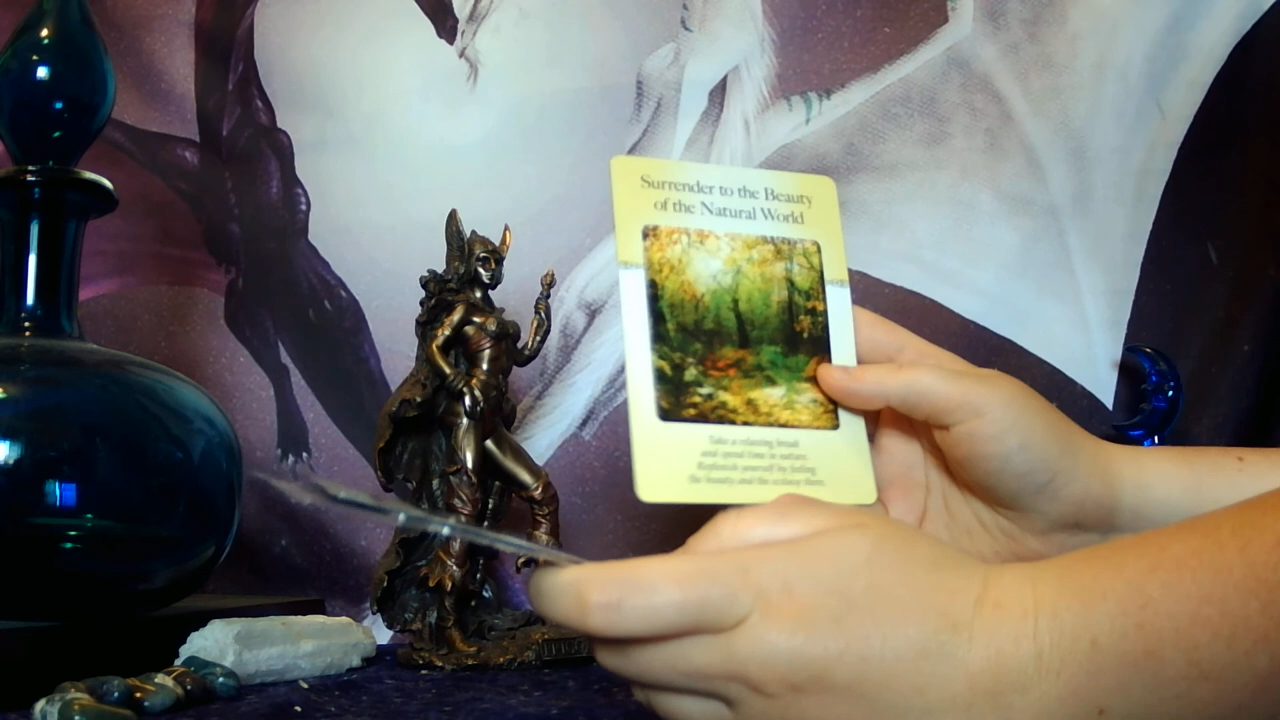 Surrender to the Beauty
of the Natural World
Take a relaxing break
and spend time in nature.
Replenish yourself by feeling
the beauty and the ecstasy there.